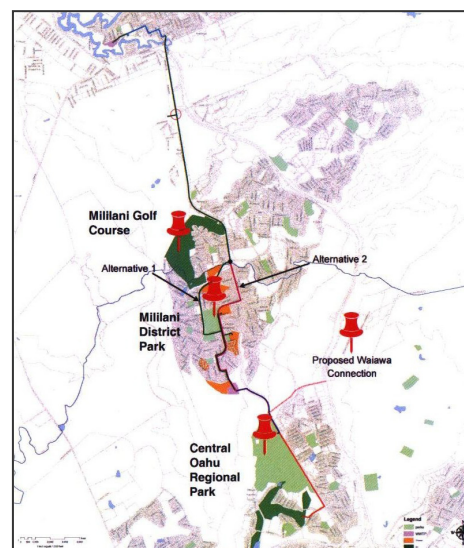 Mililani Golf
Course
Alternative 1
Alternative 2
Mililani
District
Park
Proposed Waiawa
Connection
Central
Oahu
Regional
Park
Legend